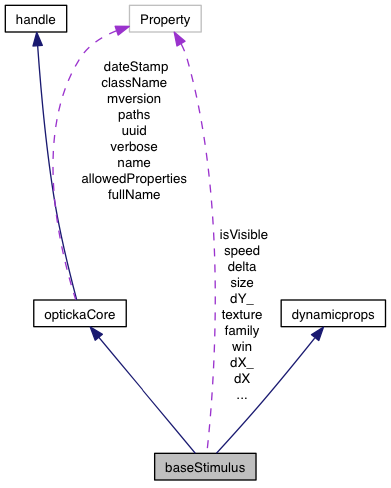 handle
Property
dateStamp
className
mversion
paths
uuid
verbose
name
allowedProperties
fullName
isVisible
speed
delta
size
dY_
texture
family
win
dX_
dX
...
optickaCore
dynamicprops
baseStimulus